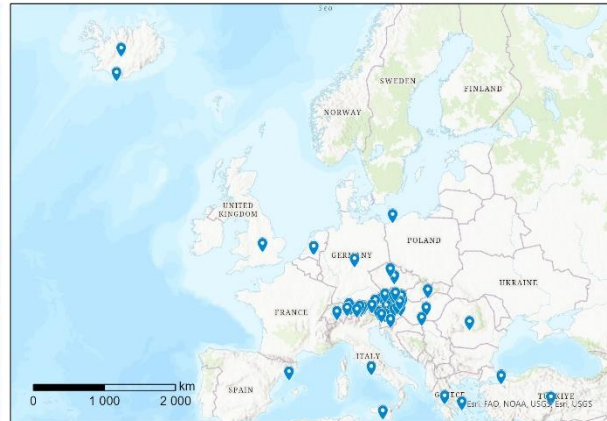 SWEDEN
FINLAND
NORWAY
UNITED
KINGDOM
POLAND
GERMANY
UKRAINE
FRANCE
ITALY
SPAIN
km
0 1 000 2 000
GREECE
TÜRKIYE
Esri, FAO, NOAA, USGS, Esri, USGS